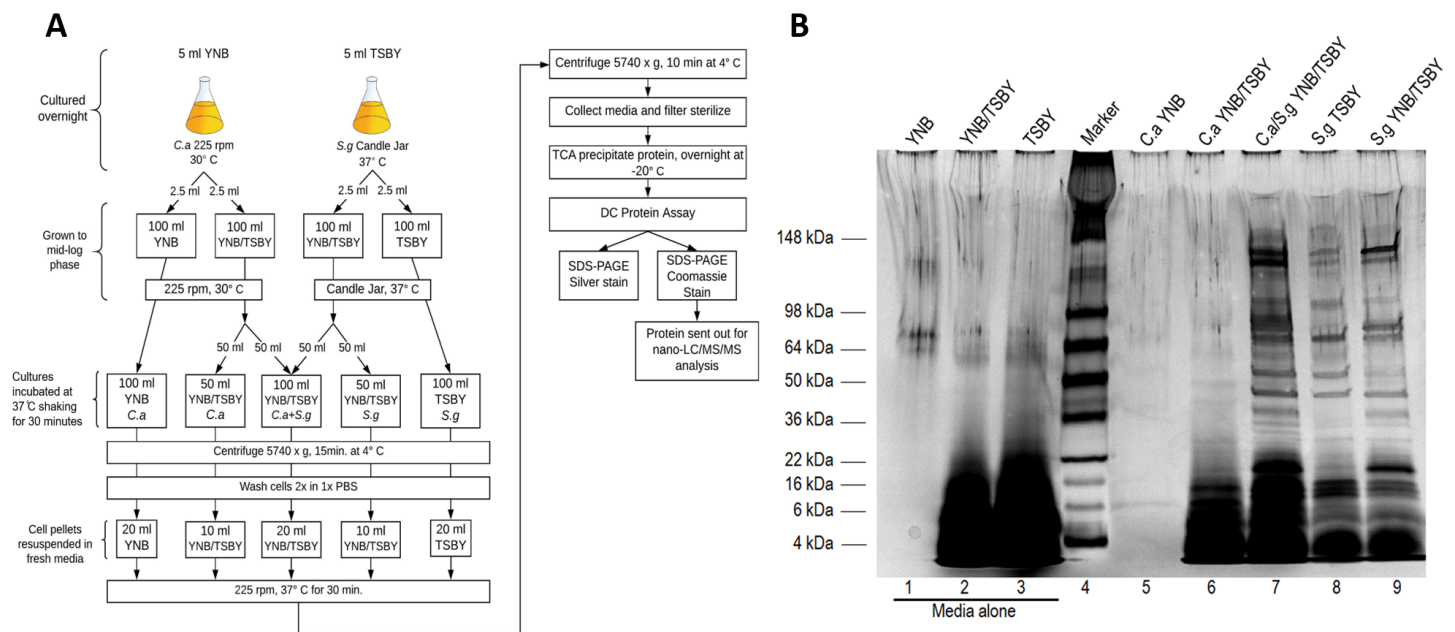 A
5 ml YNB
5 ml TSBY
Cultured
overnight
C.a 225 rpm
30° C
S.g Candle Jar
37° C
2.5 ml 2.5 ml
2.5 ml 2.5 ml
Grown to
mid-log
phase
100 ml
YNB
100 ml
YNB/TSBY
100 ml
YNB/TSBY
100 ml
TSBY
225 rpm, 30° C
Candle Jar, 37° C
50 ml
50 ml
50 ml
50 ml
Cultures
incubated at
37°C shaking
for 30 minutes
100 ml
YNB
C.a
50 ml
YNB/TSBY
C.a
100 ml
YNB/TSBY
C.a+S.g
50 ml
YNB/TSBY
S.g
100 ml
TSBY
S.g
Centrifuge 5740 x g, 15min. at 4° C
Wash cells 2x in 1x PBS
Cell pellets
resuspended in
fresh media
20 ml
YNB
10 ml
YNB/TSBY
20 ml
YNB/TSBY
10 ml
YNB/TSBY
20 ml
TSBY
225 rpm, 37° C for 30 min.
Centrifuge 5740 x g, 10 min at 4° C
Collect media and filter sterilize
TCA precipitate protein, overnight at
-20° C
DC Protein Assay
SDS-PAGE
Silver stain
SDS-PAGE
Coomassie
Stain
Protein sent out for
nano-LC/MS/MS
analysis
B
YNB
YNB/TSBY
TSBY
Marker
C.a YNB
C.a YNB/TSBY
C.a/S.g YNB/TSBY
S.g TSBY
S.g YNB/TSBY
148 kDa
98 kDa
64 kDa
50 kDa
36 kDa
22 kDa
16 kDa
6 kDa
4 kDa
1 2 3 4 5 6 7 8 9
Media alone